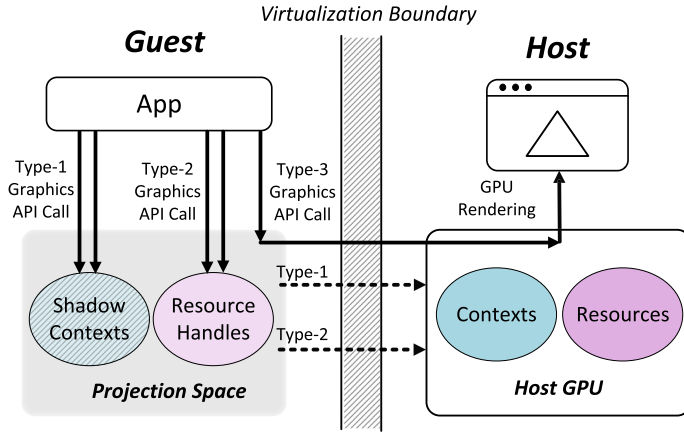 Virtualization Boundary
Guest
Host
App
Type-1
Graphics
API Call
Type-2
Graphics
API Call
Type-3
Graphics
API Call
GPU
Rendering
Type-1
Shadow
Contexts
Resource
Handles
Contexts
Resources
Type-2
Projection Space
Host GPU